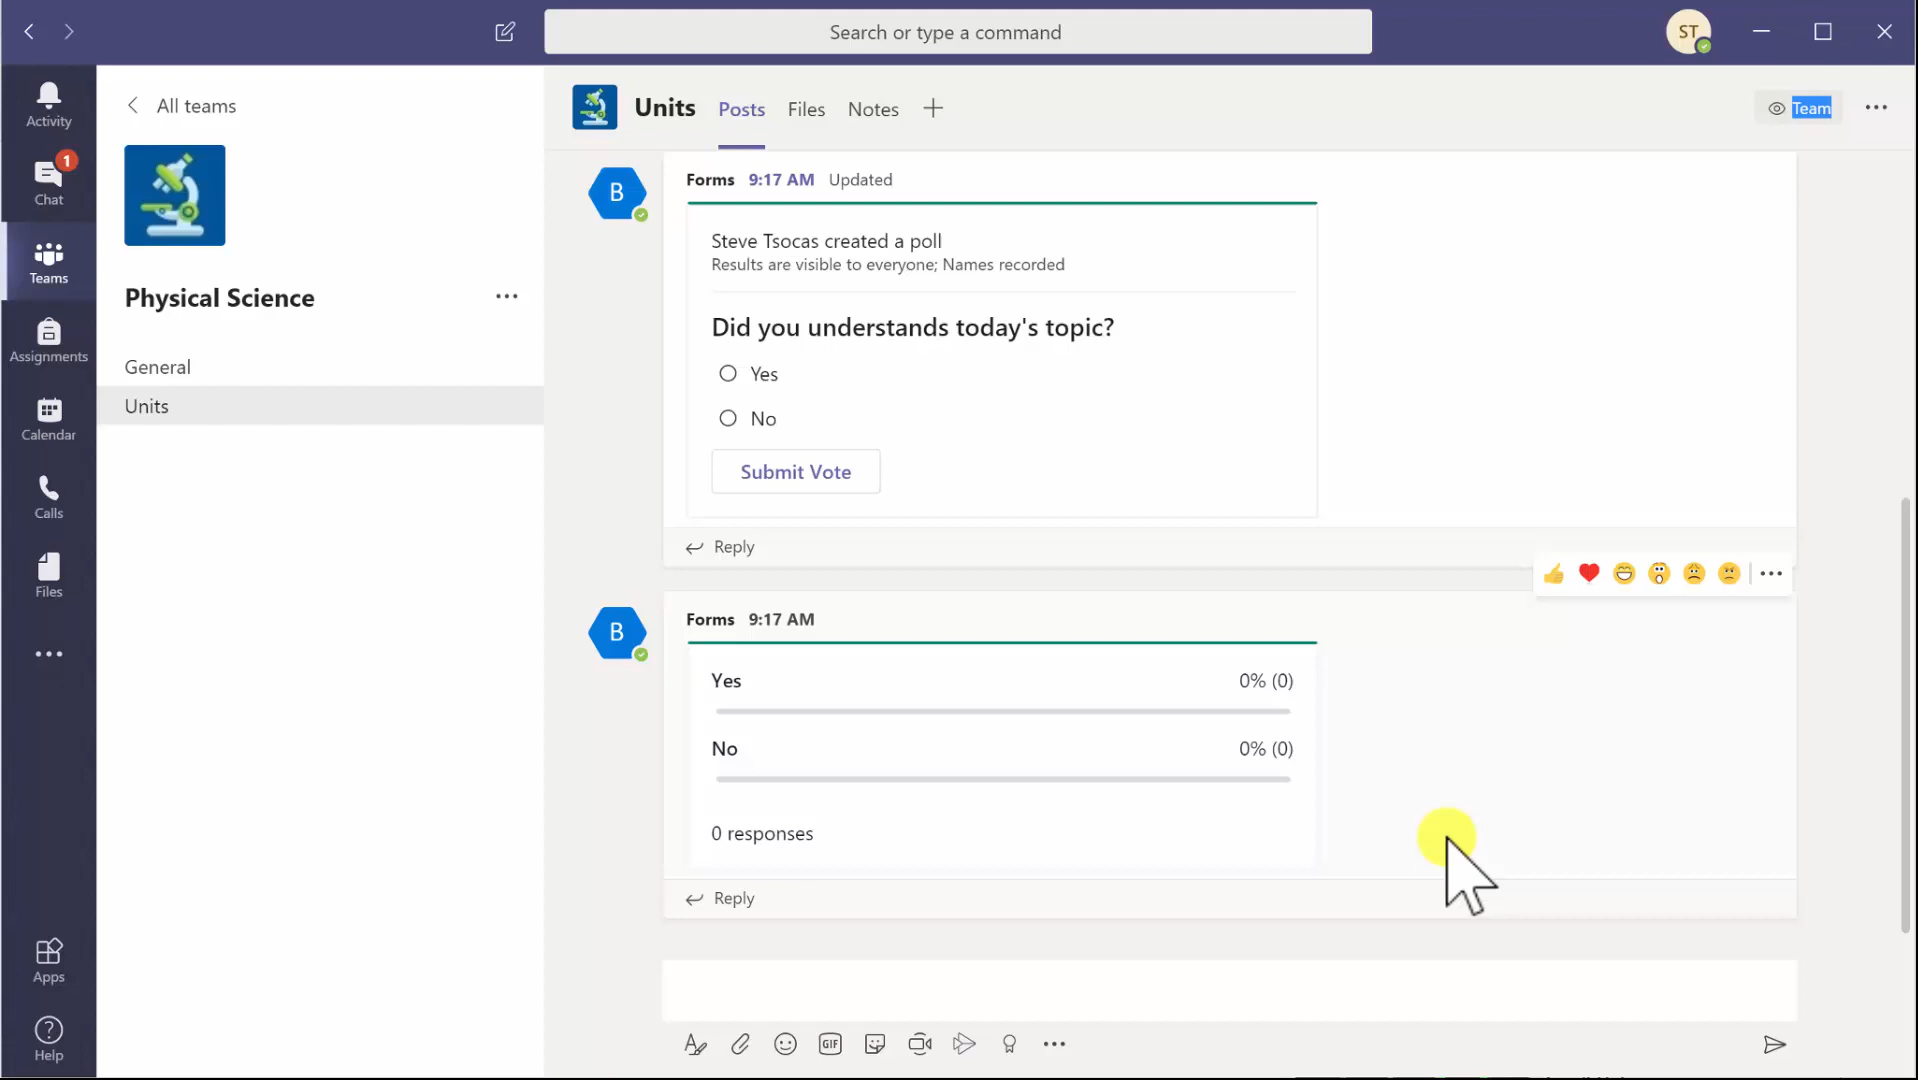 Search or type a command
ST
Activity
1
Chat
Teams
Assignments
Calendar
Calls
Files
Apps
Help
All teams
Physical Science
General
Units
Units Posts Files Notes
Team
B
Forms 9:17 AM Updated
Steve Tsocas created a poll
Results are visible to everyone; Names recorded
Did you understands today's topic?
Yes
No
Submit Vote
Reply
B
Forms 9:17 AM
Yes 0% (0)
No 0% (0)
0 responses
Reply
GIF